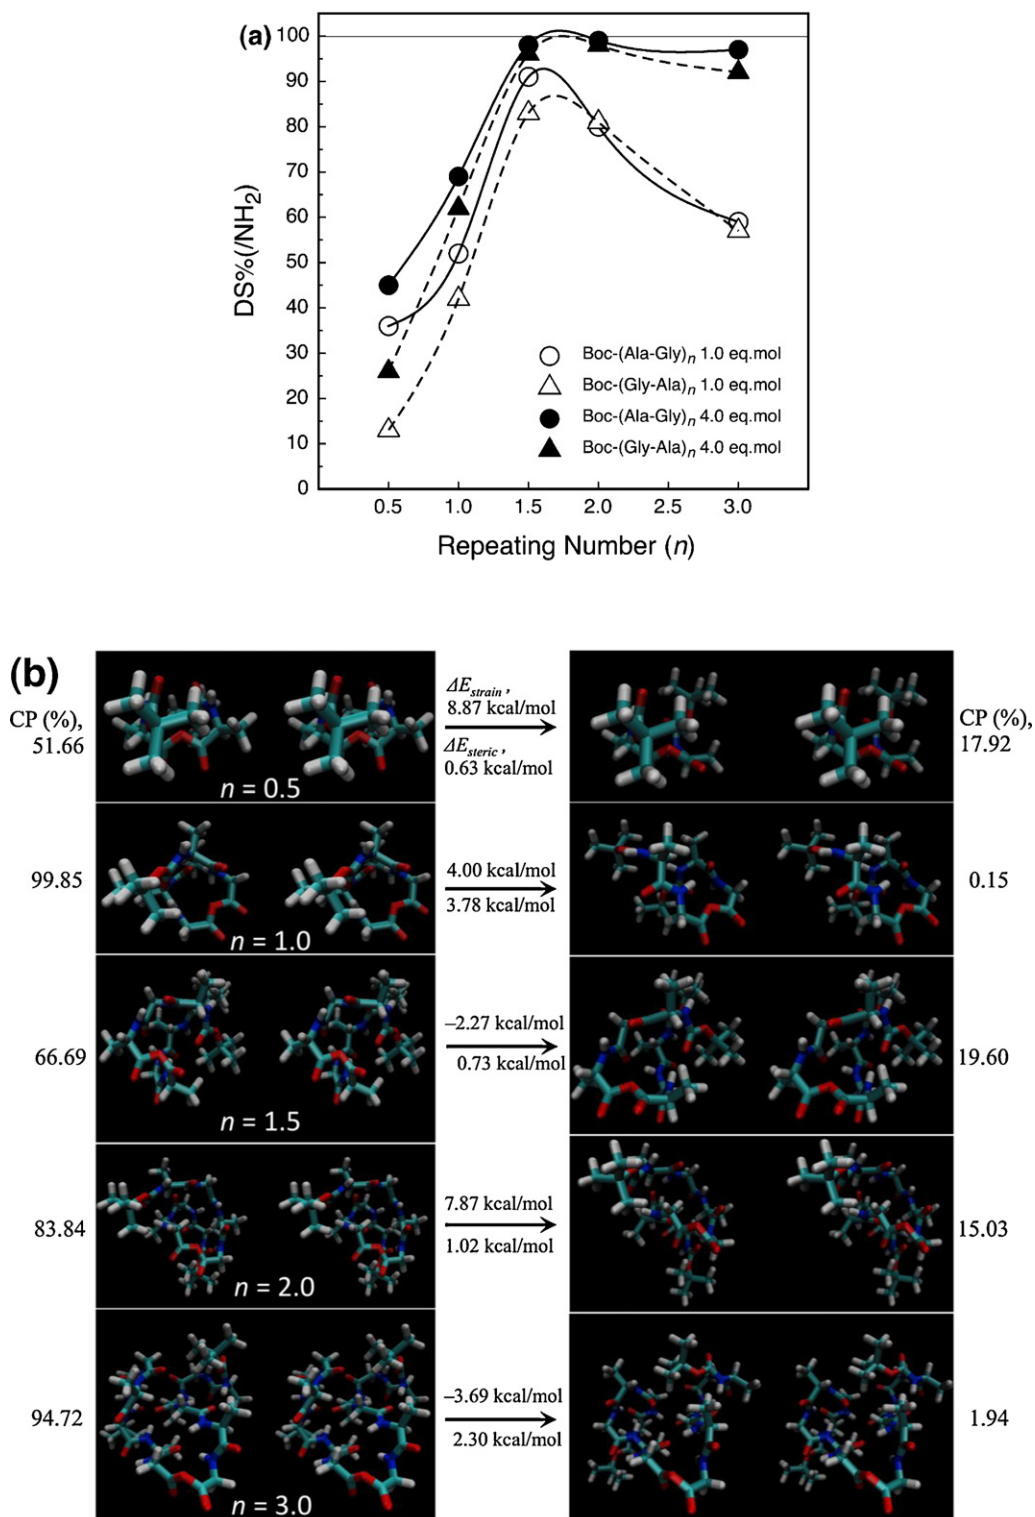 (a)
100
90
80
70
60
50
40
30
20
10
0
DS%(/NH2)
Boc-(Ala-Gly)n 1.0 eq.mol
Boc-(Gly-Ala)n 1.0 eq.mol
Boc-(Ala-Gly)n 4.0 eq.mol
Boc-(Gly-Ala)n 4.0 eq.mol
0.5 1.0 1.5 2.0 2.5 3.0
Repeating Number (n)
(b)
CP (%),
51.66
n = 0.5
ΔEstrain ,
8.87 kcal/mol
ΔEsteric ,
0.63 kcal/mol
CP (%),
17.92
99.85
n = 1.0
4.00 kcal/mol
3.78 kcal/mol
0.15
66.69
n = 1.5
–2.27 kcal/mol
0.73 kcal/mol
19.60
83.84
n = 2.0
7.87 kcal/mol
1.02 kcal/mol
15.03
94.72
n = 3.0
–3.69 kcal/mol
2.30 kcal/mol
1.94